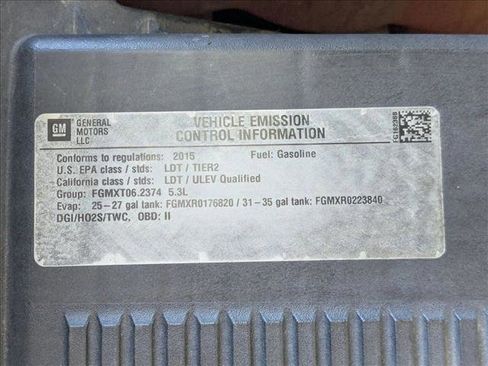 GM
GENERAL
MOTORS
LLC
VEHICLE EMISSION
CONTROL INFORMATION
Conforms to regulations: 2015 Fuel: Gasoline
U.S. EPA class / stds: LDT / TIER2
California class / stds: LDT / ULEV Qualified
Group: FGMXT06.2374 5.3L
Evap: 25–27 gal tank: FGMXR0176820 / 31–35 gal tank: FGMXR0223840
DGI/HO2S/TWC, OBD: II